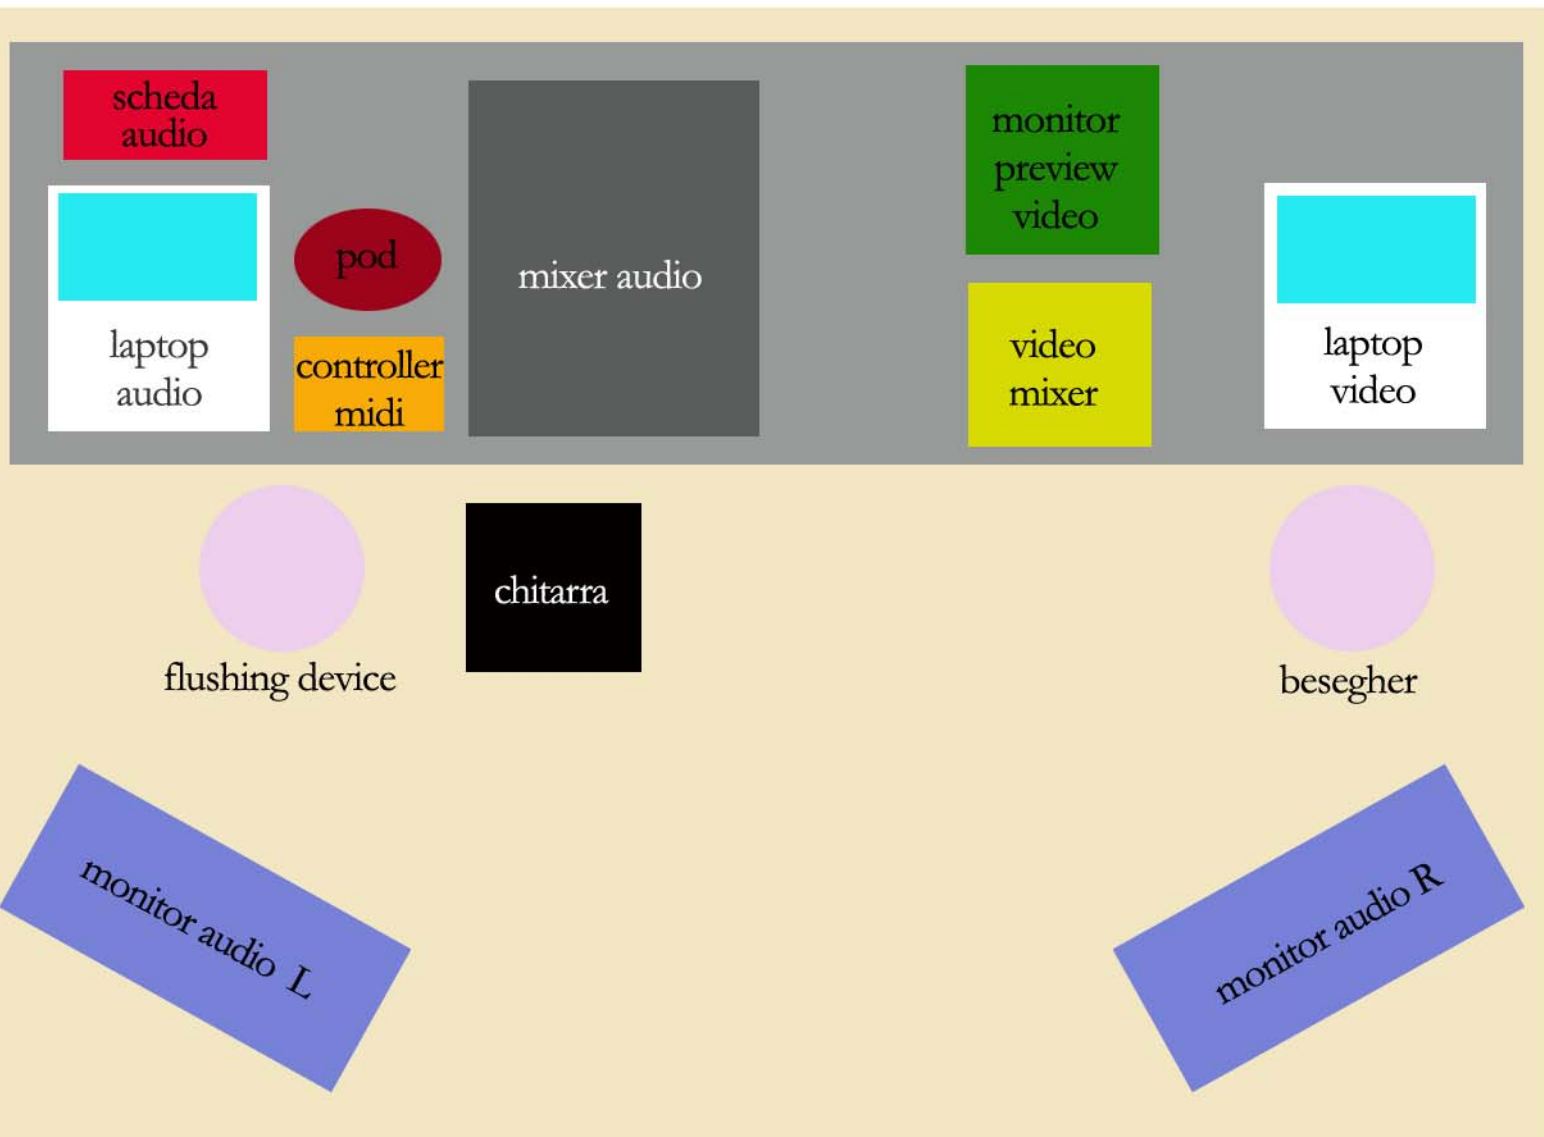 scheda
audio
laptop
audio
pod
controller
midi
mixer audio
monitor
preview
video
video
mixer
laptop
video
flushing device
chitarra
besegher
monitor audio L
monitor audio R